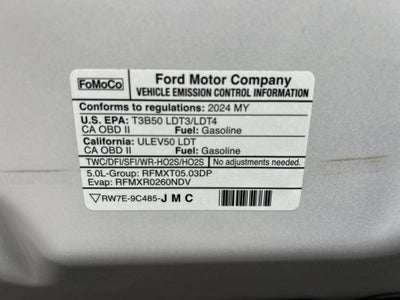 FoMoCo
Ford Motor Company
VEHICLE EMISSION CONTROL INFORMATION
Conforms to regulations: 2024 MY
U.S. EPA: T3B50 LDT3/LDT4
CA OBD II Fuel: Gasoline
California: ULEV50 LDT
CA OBD II Fuel: Gasoline
TWC/DFI/SFI/WR-HO2S/HO2S No adjustments needed.
5.0L-Group: RFMXT05.03DP
Evap: RFMXR0260NDV
RW7E-9C485-JMC